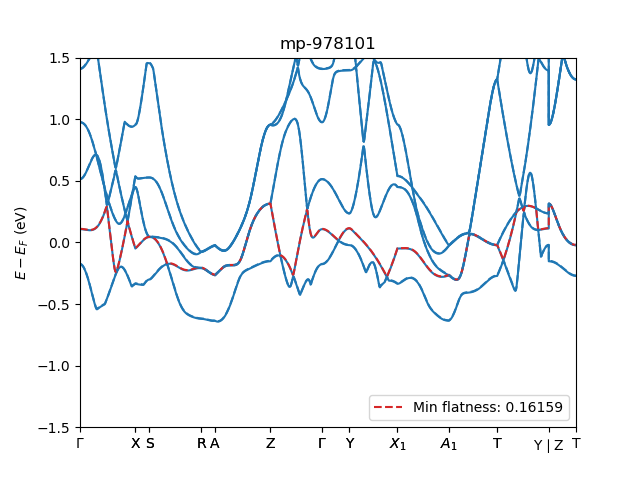 mp-978101
1.5
1.0
0.5
0.0
−0.5
−1.0
−1.5
E − E_F (eV)
Min flatness: 0.16159
Γ X S R A Z Γ Y X₁ A₁ T Y | Z T